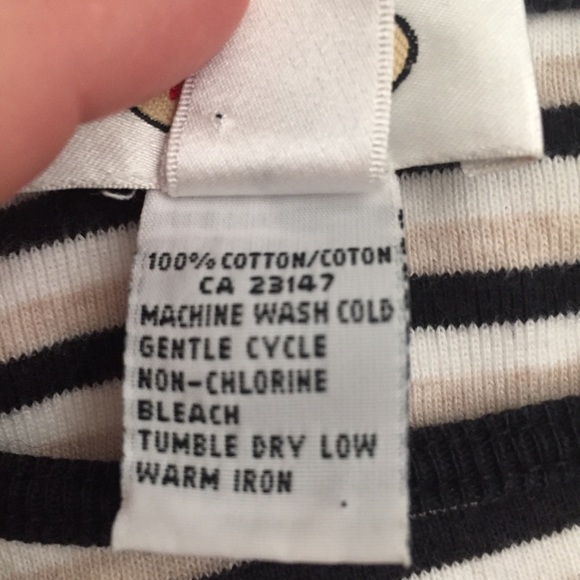 100% COTTON/COTON
CA 23147
MACHINE WASH COLD
GENTLE CYCLE
NON-CHLORINE
BLEACH
TUMBLE DRY LOW
WARM IRON